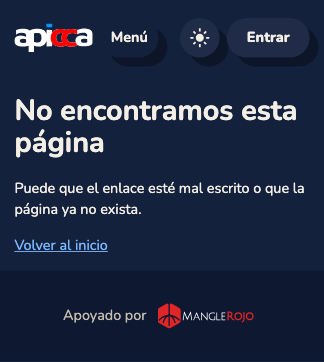 apicca
Menú
Entrar
No encontramos esta
página
Puede que el enlace esté mal escrito o que la
página ya no exista.
Volver al inicio
Apoyado por MANGLEROJO